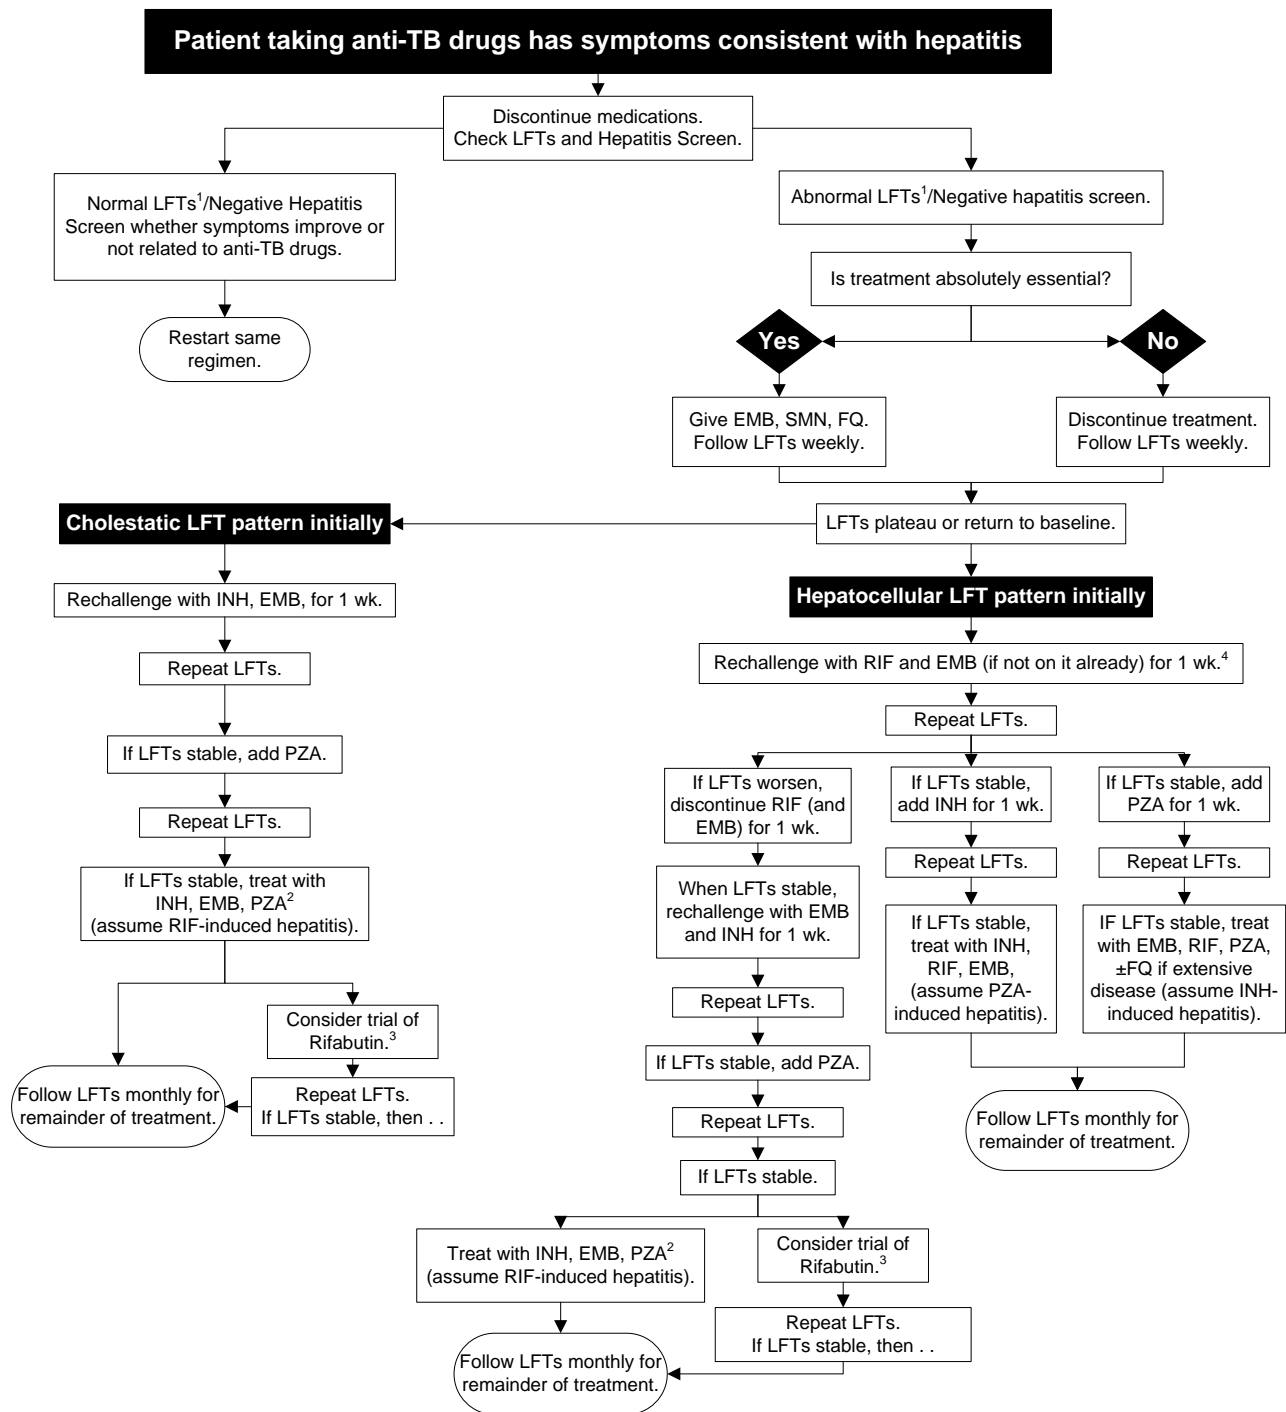 Patient taking anti-TB drugs has symptoms consistent with hepatitis
Discontinue medications.
Check LFTs and Hepatitis Screen.
Normal LFTs¹/Negative Hepatitis
Screen whether symptoms improve or
not related to anti-TB drugs.
Restart same
regimen.
Abnormal LFTs¹/Negative hapatitis screen.
Is treatment absolutely essential?
Yes
No
Give EMB, SMN, FQ.
Follow LFTs weekly.
Discontinue treatment.
Follow LFTs weekly.
LFTs plateau or return to baseline.
Cholestatic LFT pattern initially
Rechallenge with INH, EMB, for 1 wk.
Repeat LFTs.
If LFTs stable, add PZA.
Repeat LFTs.
If LFTs stable, treat with
INH, EMB, PZA²
(assume RIF-induced hepatitis).
Consider trial of
Rifabutin.³
Repeat LFTs.
If LFTs stable, then . .
Follow LFTs monthly for
remainder of treatment.
Hepatocellular LFT pattern initially
Rechallenge with RIF and EMB (if not on it already) for 1 wk.⁴
Repeat LFTs.
If LFTs worsen,
discontinue RIF (and
EMB) for 1 wk.
When LFTs stable,
rechallenge with EMB
and INH for 1 wk.
Repeat LFTs.
If LFTs stable, add PZA.
Repeat LFTs.
If LFTs stable.
Treat with INH, EMB, PZA²
(assume RIF-induced hepatitis).
Consider trial of
Rifabutin.³
Repeat LFTs.
If LFTs stable, then . .
Follow LFTs monthly for
remainder of treatment.
If LFTs stable,
add INH for 1 wk.
Repeat LFTs.
If LFTs stable,
treat with INH,
RIF, EMB,
(assume PZA-
induced hepatitis).
If LFTs stable, add
PZA for 1 wk.
Repeat LFTs.
IF LFTs stable, treat
with EMB, RIF, PZA,
±FQ if extensive
disease (assume INH-
induced hepatitis).
Follow LFTs monthly for
remainder of treatment.